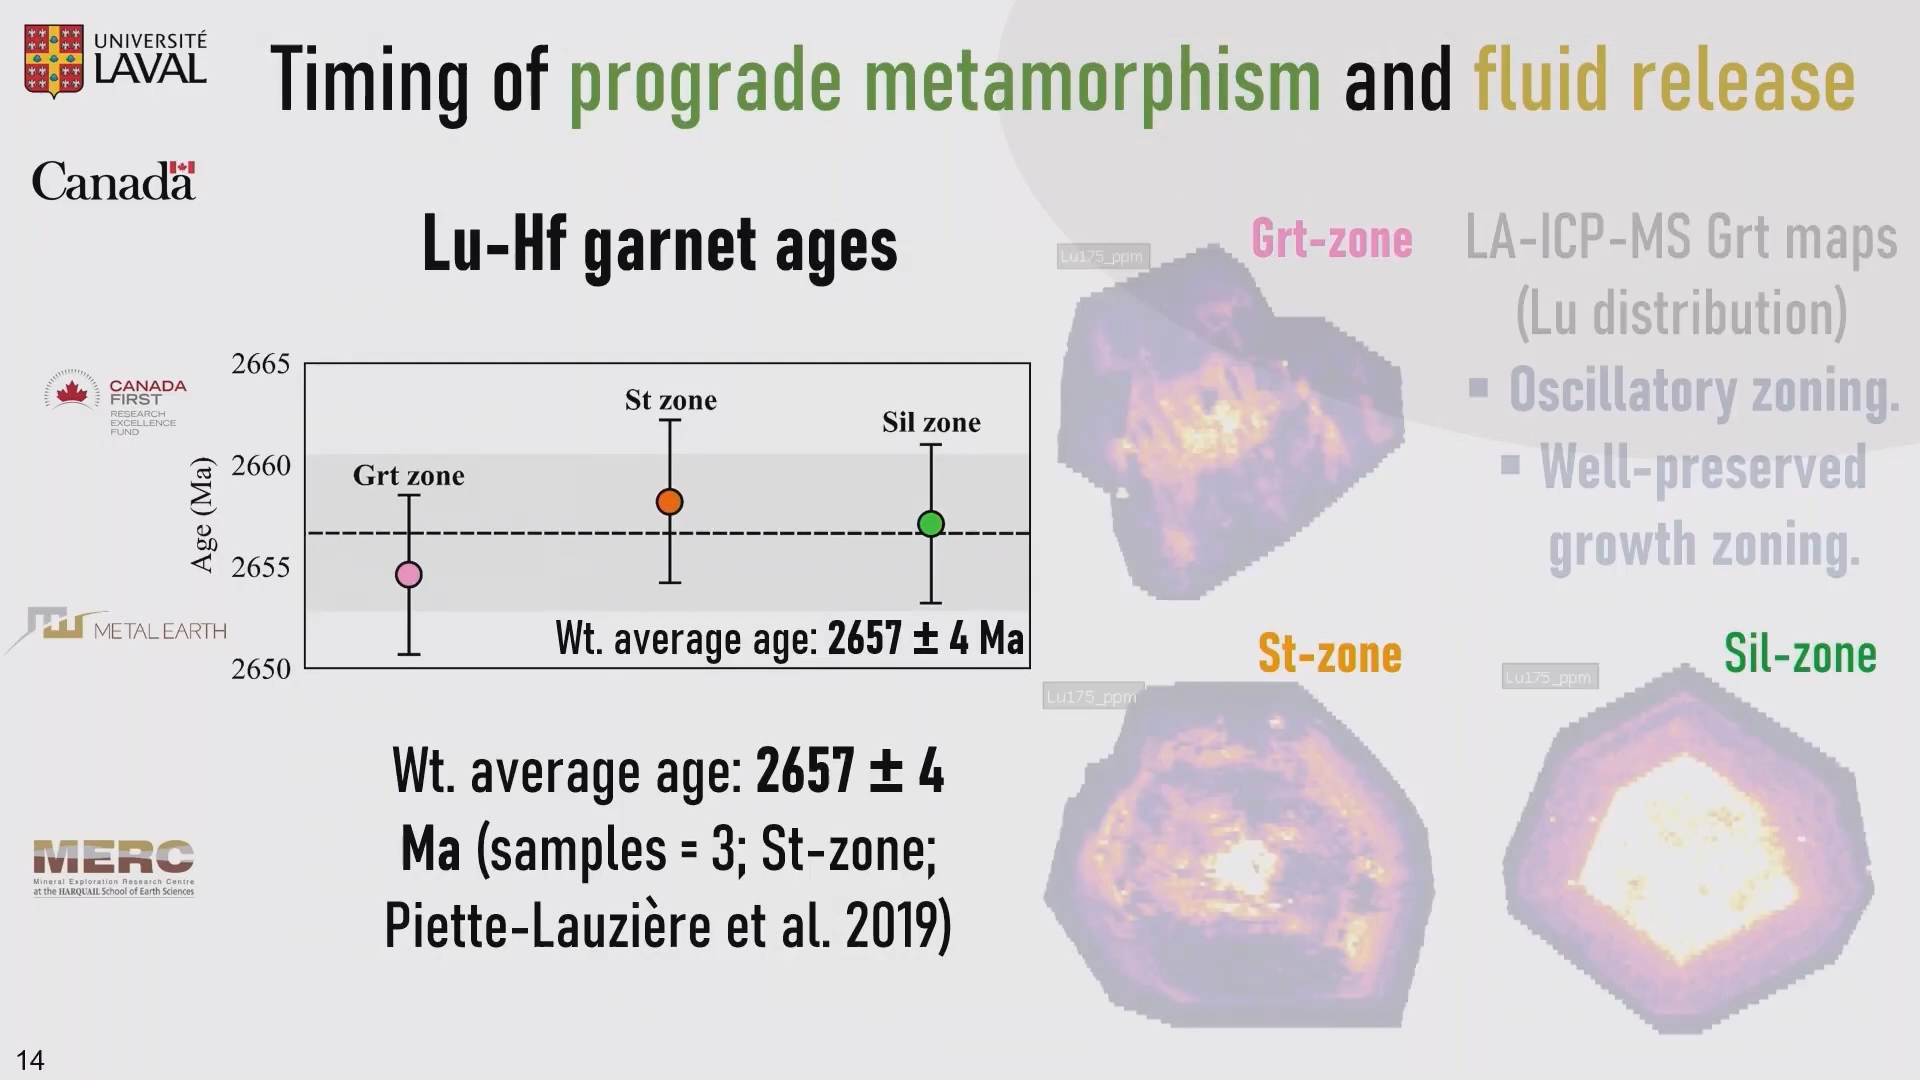 UNIVERSITÉ
LAVAL
Timing of prograde metamorphism and fluid release
Canada
Lu-Hf garnet ages
CANADA
FIRST
RESEARCH
EXCELLENCE
FUND
METAL EARTH
MERC
Mineral Exploration Research Centre
at the HARQUAIL School of Earth Sciences
2665
2660
2655
2650
Age (Ma)
Grt zone
St zone
Sil zone
Wt. average age: 2657 ± 4 Ma
Wt. average age: 2657 ± 4
Ma (samples = 3; St-zone;
Piette-Lauzière et al. 2019)
Lu175_ppm
Grt-zone
LA-ICP-MS Grt maps
(Lu distribution)
▪ Oscillatory zoning.
▪ Well-preserved
growth zoning.
Lu175_ppm
St-zone
Lu175_ppm
Sil-zone
14